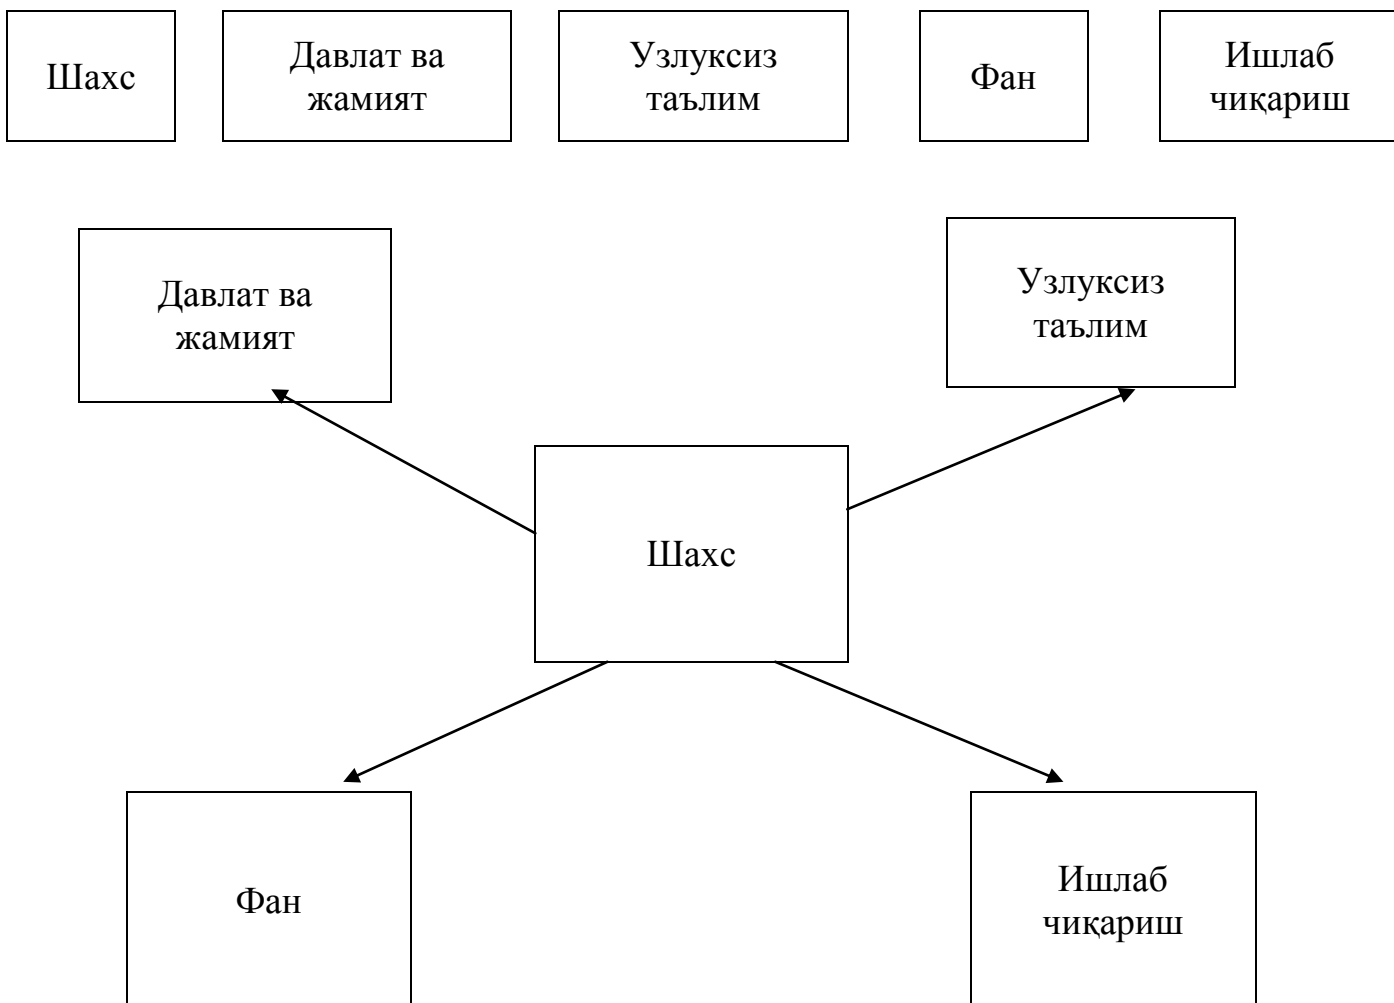 Шахс
Давлат ва
жамият
Узлуксиз
таълим
Фан
Ишлаб
чиқариш
Давлат ва
жамият
Узлуксиз
таълим
Шахс
Фан
Ишлаб
чиқариш